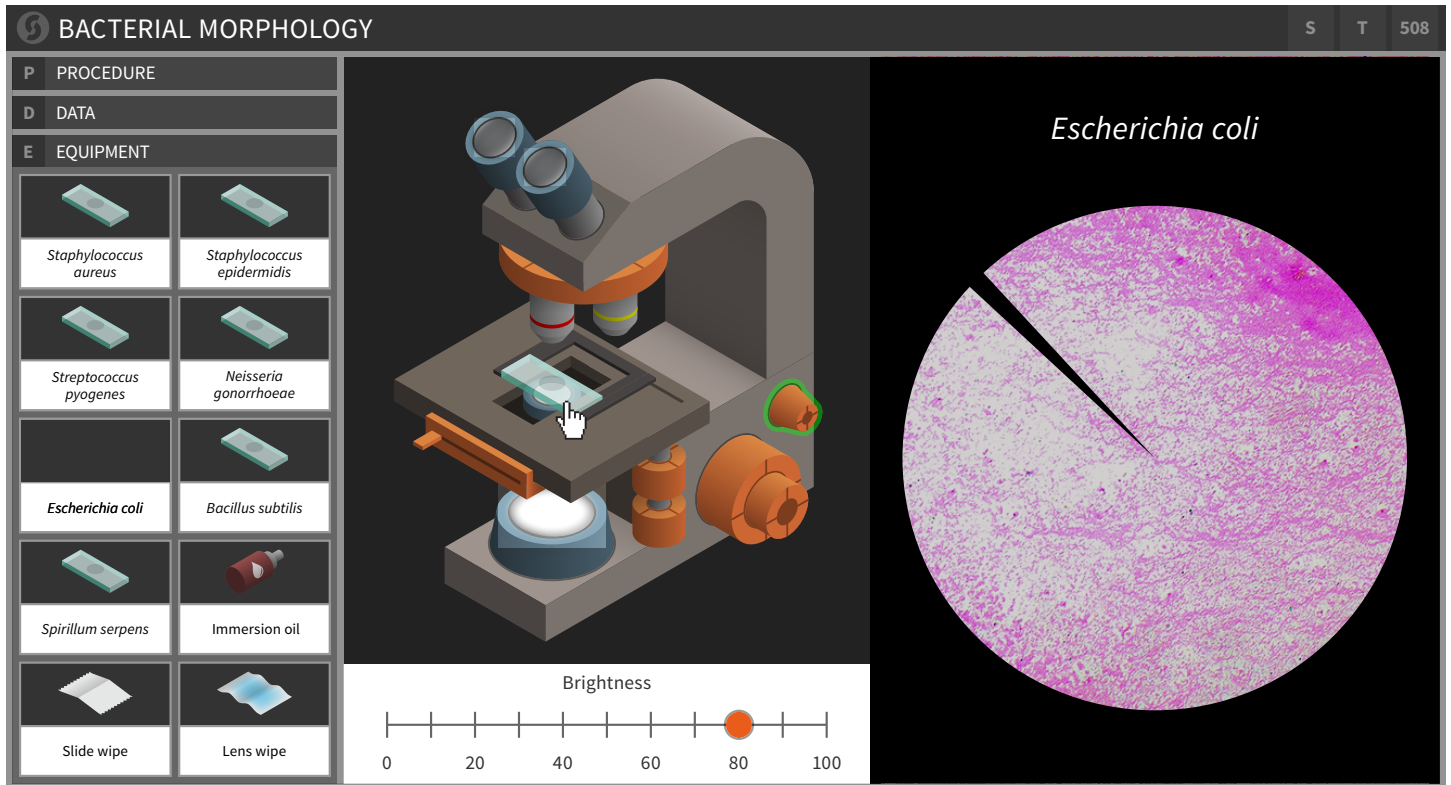 BACTERIAL MORPHOLOGY
S T 508
P PROCEDURE
D DATA
E EQUIPMENT
Staphylococcus
aureus
Staphylococcus
epidermidis
Streptococcus
pyogenes
Neisseria
gonorrhoeae
Escherichia coli
Bacillus subtilis
Spirillum serpens
Immersion oil
Slide wipe
Lens wipe
Brightness
0 20 40 60 80 100
Escherichia coli